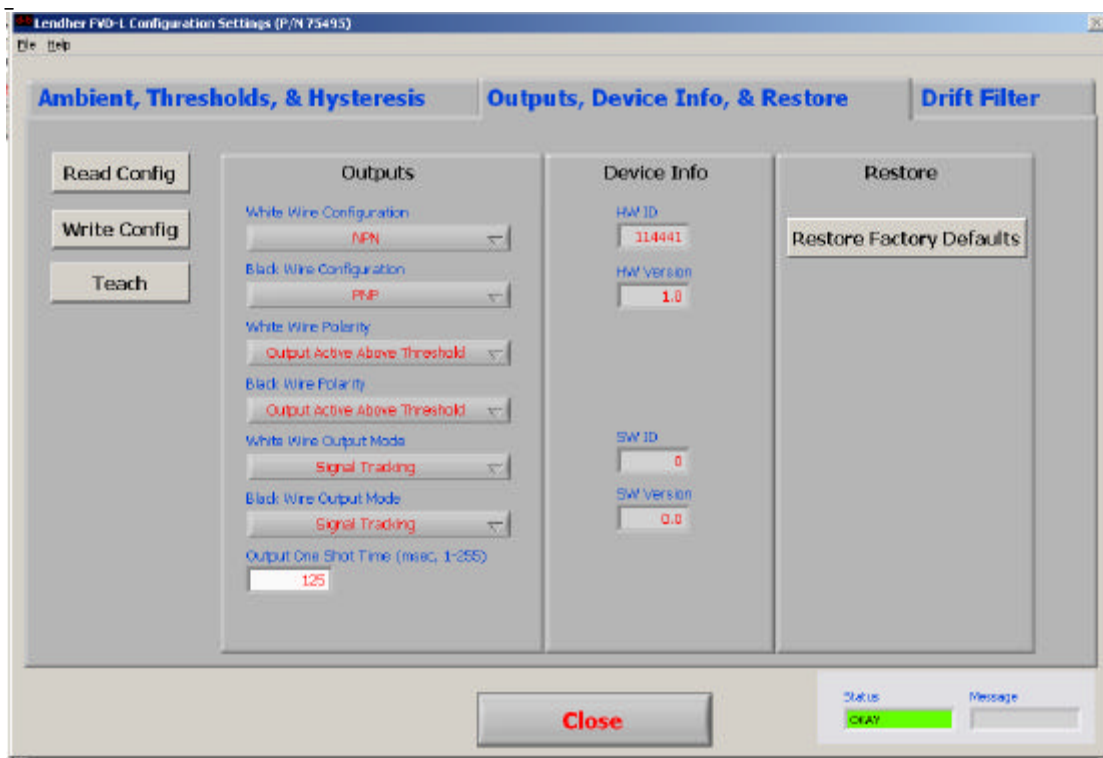 Lendher FVD-L Configuration Settings (P/N 75495)
File Help
Ambient, Thresholds, & Hysteresis
Outputs, Device Info, & Restore
Drift Filter
Read Config
Write Config
Teach
Outputs
White Wire Configuration
NPN
Black Wire Configuration
PNP
White Wire Polarity
Output Active Above Threshold
Black Wire Polarity
Output Active Above Threshold
White Wire Output Mode
Signal Tracking
Black Wire Output Mode
Signal Tracking
Output One Shot Time (msec, 1-255)
125
Device Info
HW ID
114441
HW Version
1.0
SW ID
0
SW Version
0.0
Restore
Restore Factory Defaults
Close
Status
OKAY
Message